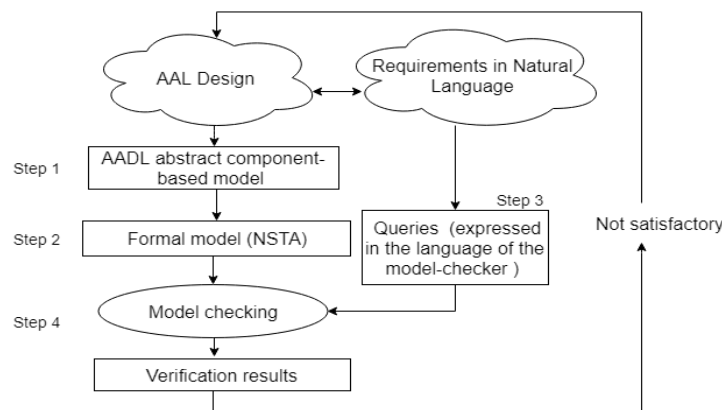 AAL Design
Requirements in Natural
Language
Step 1
AADL abstract component-
based model
Step 3
Step 2
Formal model (NSTA)
Queries (expressed
in the language of the
model-checker )
Not satisfactory
Model checking
Step 4
Verification results